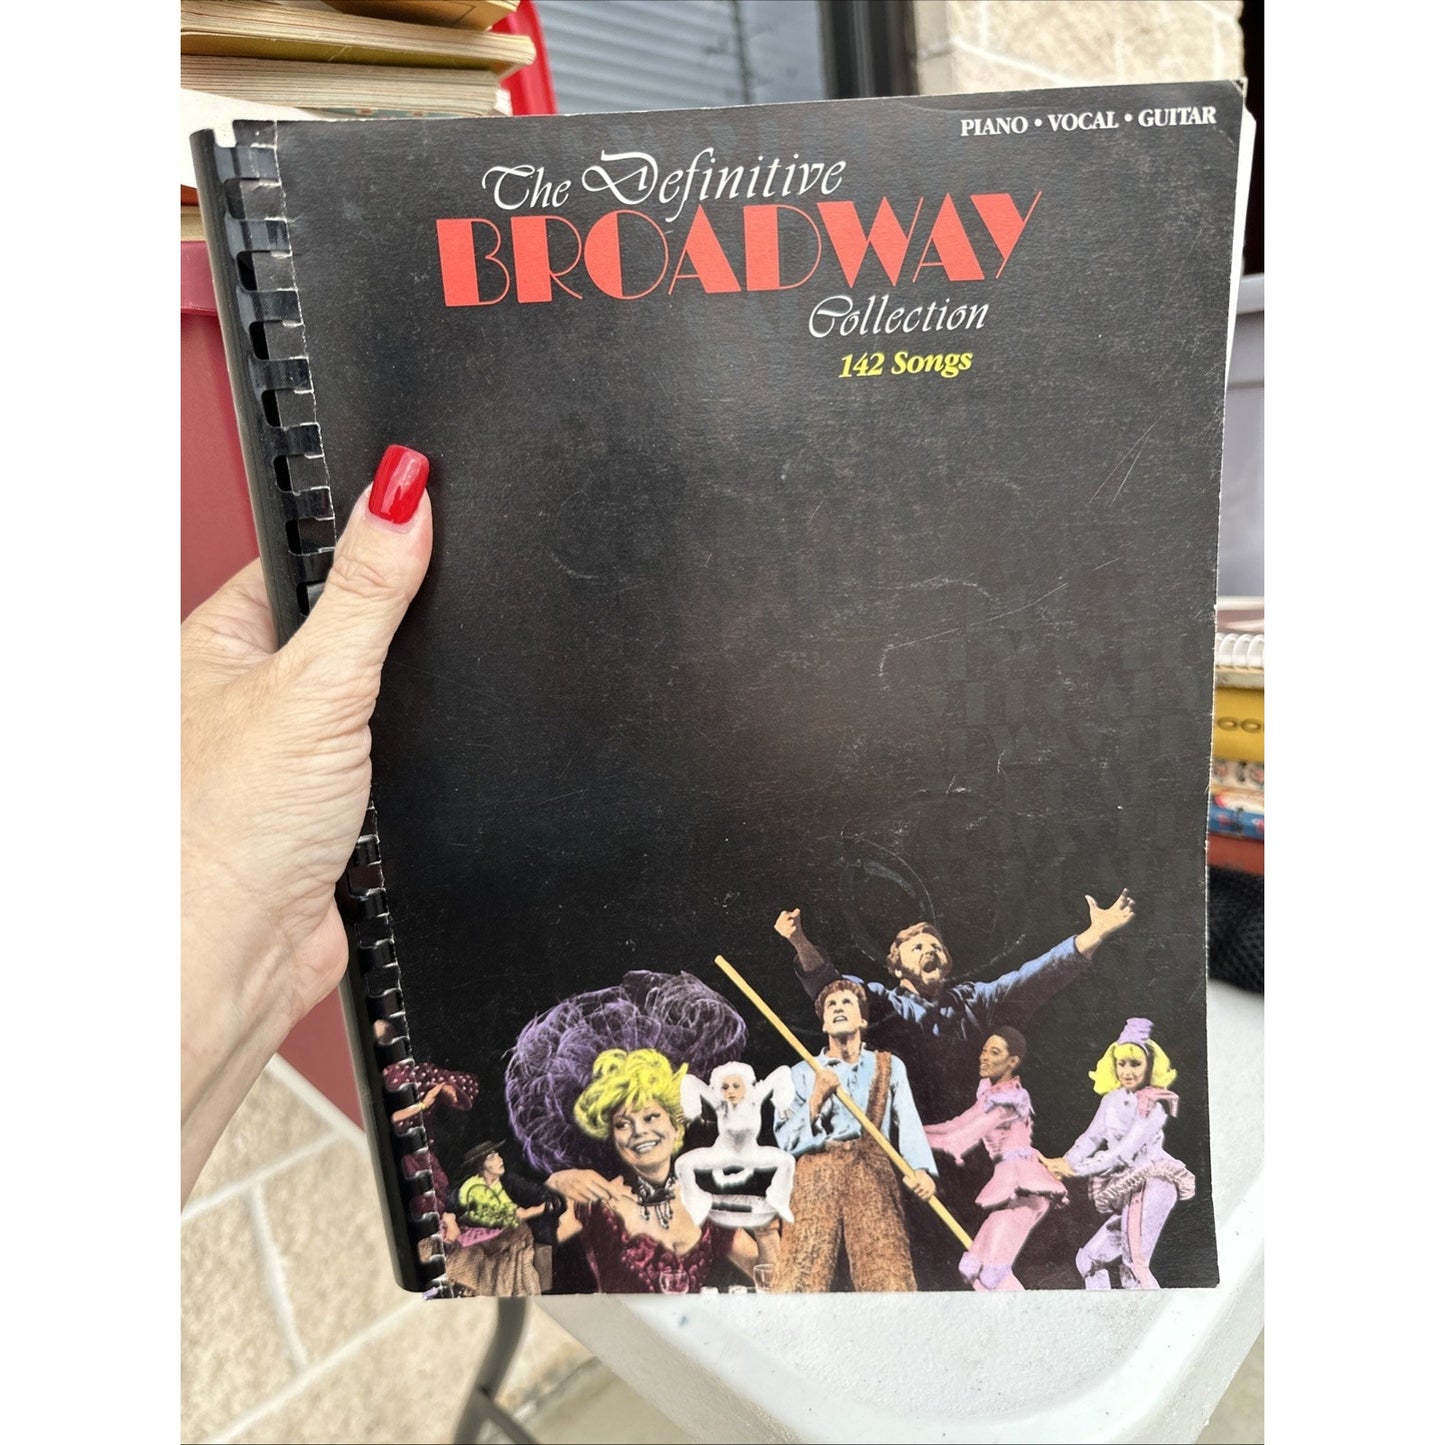 PIANO • VOCAL • GUITAR
The Definitive
BROADWAY
Collection
142 Songs